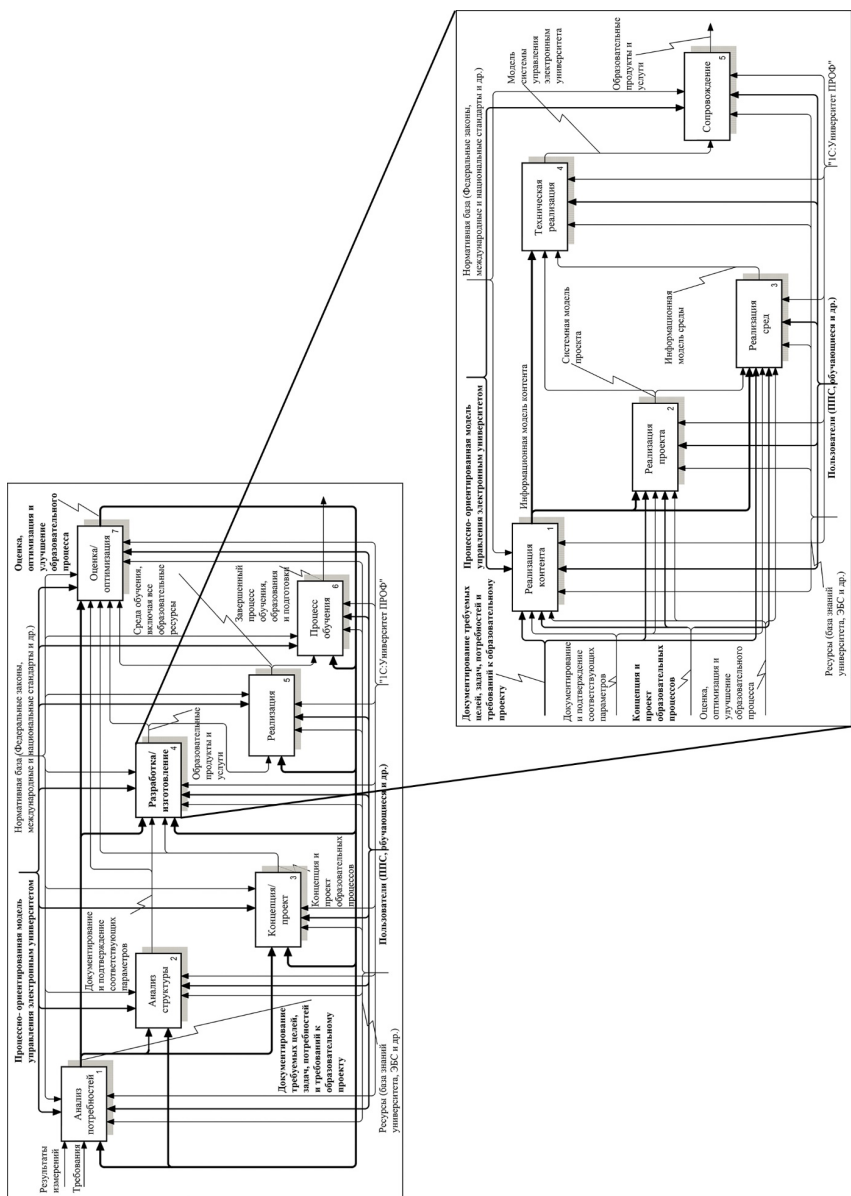 Процессно- ориентированная модель
управления электронным университетом
Нормативная база (Федеральные законы,
международные и национальные стандарты и др.)
Оценка,
оптимизация и
улучшение
образовательного
процесса
Результаты
измерений
Требования
Анализ
потребностей
1
Документирование
и подтверждение
соответствующих
параметров
Анализ
структуры
2
Документирование
требуемых целей,
задач, потребностей
и требований к
образовательному
проекту
Концепция/
проект
3
Концепция и
проект
образовательных
процессов
Разработка/
изготовление
4
Образовательные
продукты и
услуги
Реализация
5
Среда обучения,
включая все
образовательные
ресурсы
Оценка/
оптимизация
7
Завершенный
процесс
обучения,
образования
и подготовки
Процесс
обучения
6
Ресурсы (база знаний
университета, ЭБС и др.)
Пользователи (ППС, обучающиеся и др.)
"1С:Университет ПРОФ"
Процессно- ориентированная модель
управления электронным университетом
Нормативная база (Федеральные законы,
международные и национальные стандарты и др.)
Документирование требуемых
целей, задач, потребностей и
требований к образовательному
проекту
Документирование
и подтверждение
соответствующих
параметров
Концепция и
проект
образовательных
процессов
Оценка,
оптимизация и
улучшение
образовательного
процесса
Реализация
контента
1
Информационная модель контента
Реализация
проекта
2
Системная модель
проекта
Реализация
сред
3
Информационная
модель среды
Техническая
реализация
4
Модель
системы
управления
электронным
университета
Сопровождение
5
Образовательные
продукты и
услуги
Ресурсы (база знаний
университета, ЭБС и др.)
Пользователи (ППС, обучающиеся и др.)
"1С:Университет ПРОФ"